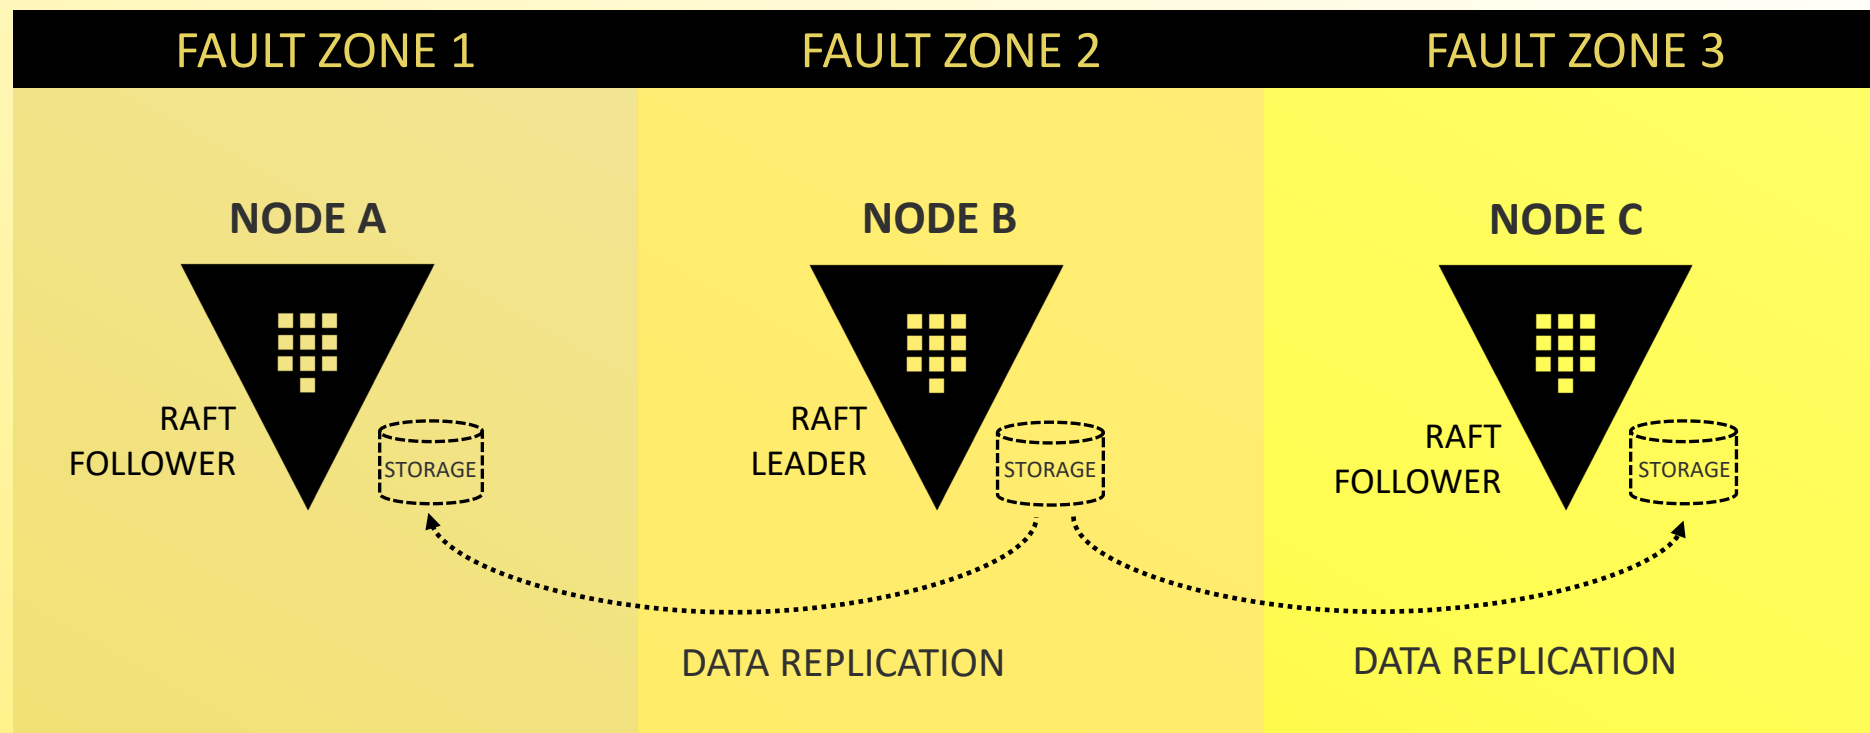 FAULT ZONE 1
FAULT ZONE 2
FAULT ZONE 3
NODE A
RAFT
FOLLOWER
STORAGE
NODE B
RAFT
LEADER
STORAGE
NODE C
RAFT
FOLLOWER
STORAGE
DATA REPLICATION
DATA REPLICATION